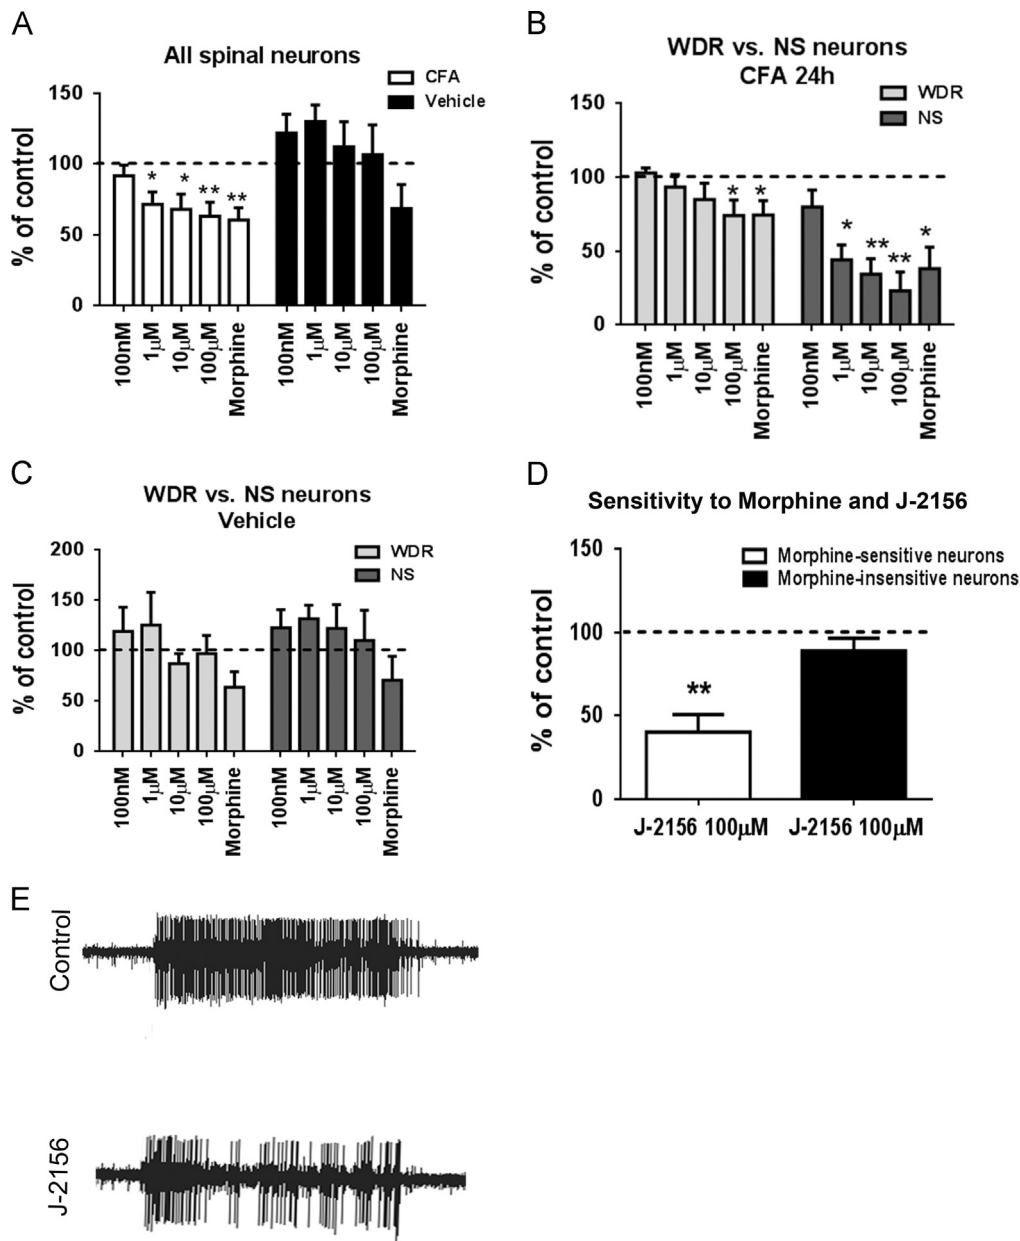 A
All spinal neurons
CFA
Vehicle
% of control
150
100
50
0
* * ** **
100nM
1μM
10μM
100μM
Morphine
100nM
1μM
10μM
100μM
Morphine
B
WDR vs. NS neurons
CFA 24h
WDR
NS
% of control
150
100
50
0
* *
* ** ** *
100nM
1μM
10μM
100μM
Morphine
100nM
1μM
10μM
100μM
Morphine
C
WDR vs. NS neurons
Vehicle
WDR
NS
% of control
200
150
100
50
0
100nM
1μM
10μM
100μM
Morphine
100nM
1μM
10μM
100μM
Morphine
D
Sensitivity to Morphine and J-2156
Morphine-sensitive neurons
Morphine-insensitive neurons
% of control
150
100
50
0
**
J-2156 100μM
J-2156 100μM
E
Control
J-2156